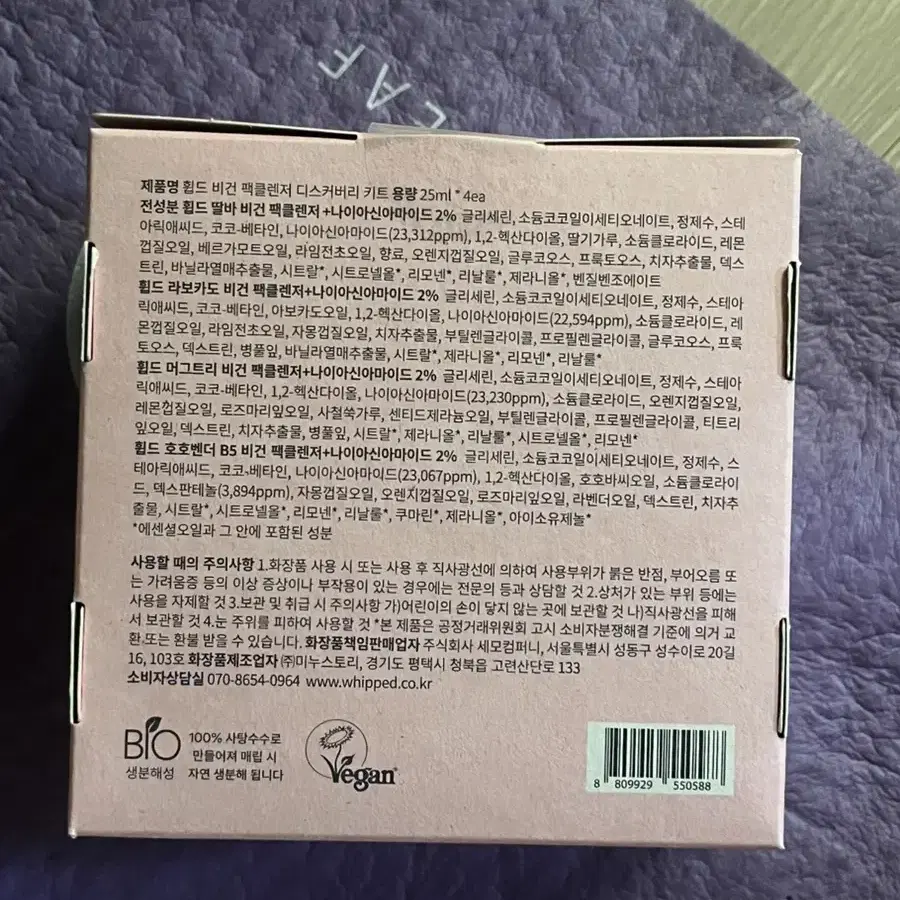 EAF
제품명 휩드 비건 팩클렌저 디스커버리 키트 용량 25ml * 4ea
전성분 휩드 딸바 비건 팩클렌저+나이아신아마이드 2% 글리세린, 소듐코코일이세티오네이트, 정제수, 스테
아릭애씨드, 코코-베타인, 나이아신아마이드(23,312ppm), 1,2-헥산다이올, 딸기가루, 소듐클로라이드, 레몬
껍질오일, 베르가모트오일, 라임전초오일, 향료, 오렌지껍질오일, 글루코오스, 프룩토오스, 치자추출물, 덱스
트린, 바닐라열매추출물, 시트랄*, 시트로넬올*, 리모넨*, 리날룰*, 제라니올*, 벤질벤조에이트
휩드 라보카도 비건 팩클렌저+나이아신아마이드 2% 글리세린, 소듐코코일이세티오네이트, 정제수, 스테아
릭애씨드, 코코-베타인, 아보카도오일, 1,2-헥산다이올, 나이아신아마이드(22,594ppm), 소듐클로라이드, 레
몬껍질오일, 라임전초오일, 자몽껍질오일, 치자추출물, 부틸렌글라이콜, 프로필렌글라이콜, 글루코오스, 프룩
토오스, 덱스트린, 병풀잎, 바닐라열매추출물, 시트랄*, 제라니올*, 리모넨*, 리날룰*
휩드 머그트리 비건 팩클렌저+나이아신아마이드 2% 글리세린, 소듐코코일이세티오네이트, 정제수, 스테아
릭애씨드, 코코-베타인, 1,2-헥산다이올, 나이아신아마이드(23,230ppm), 소듐클로라이드, 오렌지껍질오일,
레몬껍질오일, 로즈마리잎오일, 사철쑥가루, 센티드제라늄오일, 부틸렌글라이콜, 프로필렌글라이콜, 티트리
잎오일, 덱스트린, 치자추출물, 병풀잎, 시트랄*, 제라니올*, 리날룰*, 시트로넬올*, 리모넨*
휩드 호호벤더 B5 비건 팩클렌저+나이아신아마이드 2% 글리세린, 소듐코코일이세티오네이트, 정제수, 스
테아릭애씨드, 코코-베타인, 나이아신아마이드(23,067ppm), 1,2-헥산다이올, 호호바씨오일, 소듐클로라이
드, 덱스판테놀(3,894ppm), 자몽껍질오일, 오렌지껍질오일, 로즈마리잎오일, 라벤더오일, 덱스트린, 치자추
출물, 시트랄*, 시트로넬올*, 리모넨*, 리날룰*, 쿠마린*, 제라니올*, 아이소유제놀*
*에센셜오일과 그 안에 포함된 성분
사용할 때의 주의사항 1.화장품 사용 시 또는 사용 후 직사광선에 의하여 사용부위가 붉은 반점, 부어오름 또
는 가려움증 등의 이상 증상이나 부작용이 있는 경우에는 전문의 등과 상담할 것 2.상처가 있는 부위 등에는
사용을 자제할 것 3.보관 및 취급 시 주의사항 가)어린이의 손이 닿지 않는 곳에 보관할 것 나)직사광선을 피해
서 보관할 것 4.눈 주위를 피하여 사용할 것 *본 제품은 공정거래위원회 고시 소비자분쟁해결 기준에 의거 교
환 또는 환불 받을 수 있습니다. 화장품책임판매업자 주식회사 세모컴퍼니, 서울특별시 성동구 성수이로 20길
16, 103호 화장품제조업자 ㈜미누스토리, 경기도 평택시 청북읍 고렴산단로 133
소비자상담실 070-8654-0964 www.whipped.co.kr
BIO
생분해성
100% 사탕수수로
만들어져 매립 시
자연 생분해 됩니다
Vegan
8 809929 550588